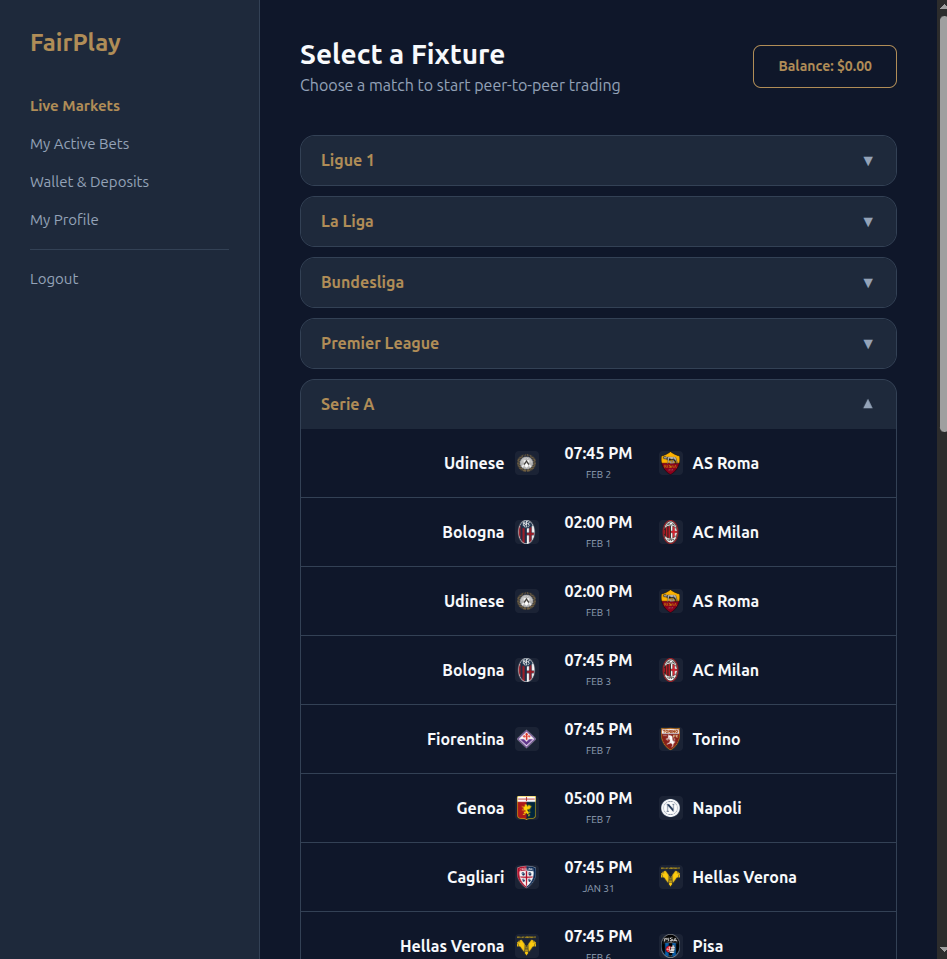 FairPlay
Live Markets
My Active Bets
Wallet & Deposits
My Profile
Logout
Select a Fixture
Choose a match to start peer-to-peer trading
Balance: $0.00
Ligue 1 ▼
La Liga ▼
Bundesliga ▼
Premier League ▼
Serie A ▲
Udinese 07:45 PM AS Roma
FEB 2
Bologna 02:00 PM AC Milan
FEB 1
Udinese 02:00 PM AS Roma
FEB 1
Bologna 07:45 PM AC Milan
FEB 3
Fiorentina 07:45 PM Torino
FEB 7
Genoa 05:00 PM Napoli
FEB 7
Cagliari 07:45 PM Hellas Verona
JAN 31
Hellas Verona 07:45 PM Pisa
FEB 6